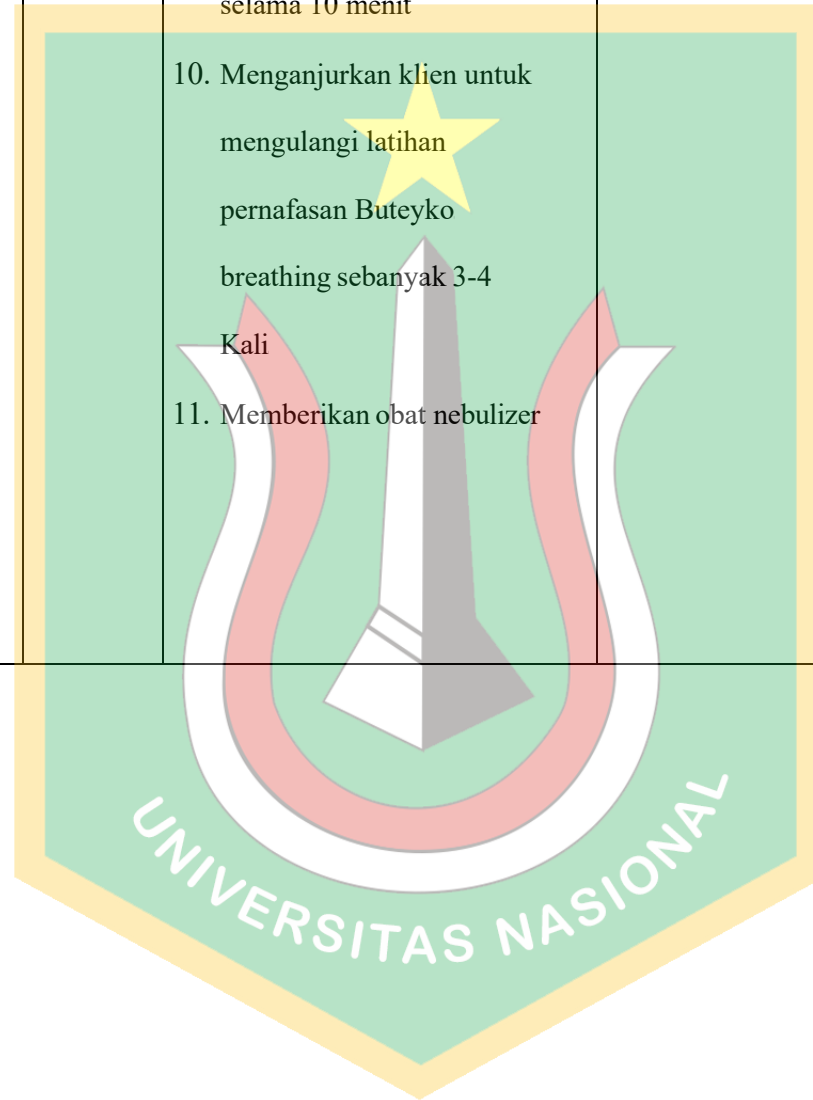 selama 10 menit
10. Menganjurkan klien untuk
mengulangi latihan
pernafasan Buteyko
breathing sebanyak 3-4
Kali
11. Memberikan obat nebulizer
UNIVERSITAS NASIONAL